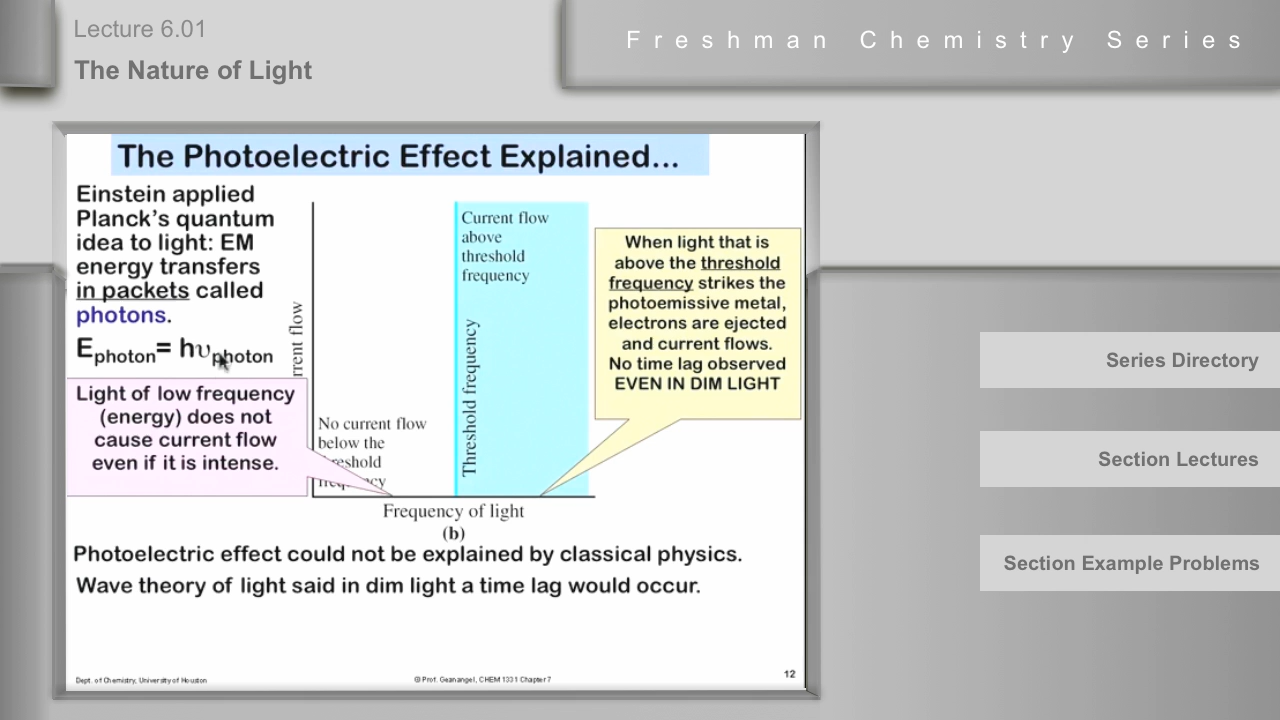 Lecture 6.01
The Nature of Light
Freshman Chemistry Series
The Photoelectric Effect Explained...
Einstein applied
Planck's quantum
idea to light: EM
energy transfers
in packets called
photons.
Ephoton= hυphoton
Light of low frequency
(energy) does not
cause current flow
even if it is intense.
rrent flow
No current flow
below the
reshold
Threshold frequency
Current flow
above
threshold
frequency
When light that is
above the threshold
frequency strikes the
photoemissive metal,
electrons are ejected
and current flows.
No time lag observed
EVEN IN DIM LIGHT
Frequency of light
(b)
Photoelectric effect could not be explained by classical physics.
Wave theory of light said in dim light a time lag would occur.
Dept. of Chemistry, University of Houston
© Prof. Geanangel, CHEM 1331 Chapter 7
12
Series Directory
Section Lectures
Section Example Problems